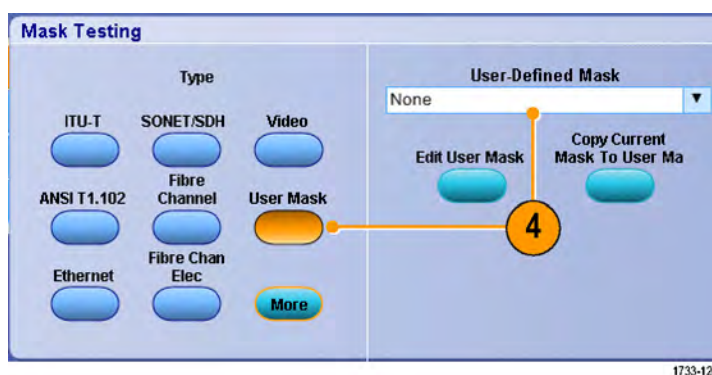 Mask Testing
Type
ITU-T
SONET/SDH
Video
ANSI T1.102
Fibre
Channel
User Mask
Ethernet
Fibre Chan
Elec
More
User-Defined Mask
None
Edit User Mask
Copy Current
Mask To User Ma
4
1733-12